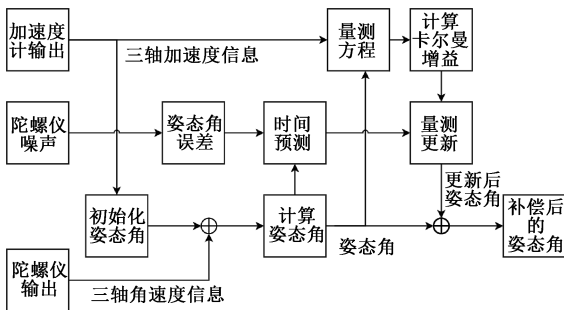 加速度
计输出
三轴加速度信息
量测
方程
计算
卡尔曼
增益
陀螺仪
噪声
姿态角
误差
时间
预测
量测
更新
更新后
姿态角
初始化
姿态角
计算
姿态角
姿态角
补偿后
的
姿态角
陀螺仪
输出
三轴角速度信息